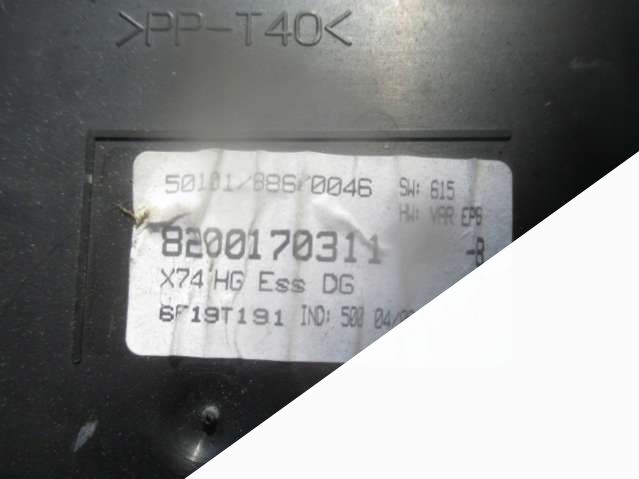 >PP-T40<
50101/886/0046 SW: 615
HW: VAR EPS
8200170311 -B
X74 HG Ess DG
6F19T191 IND: 500